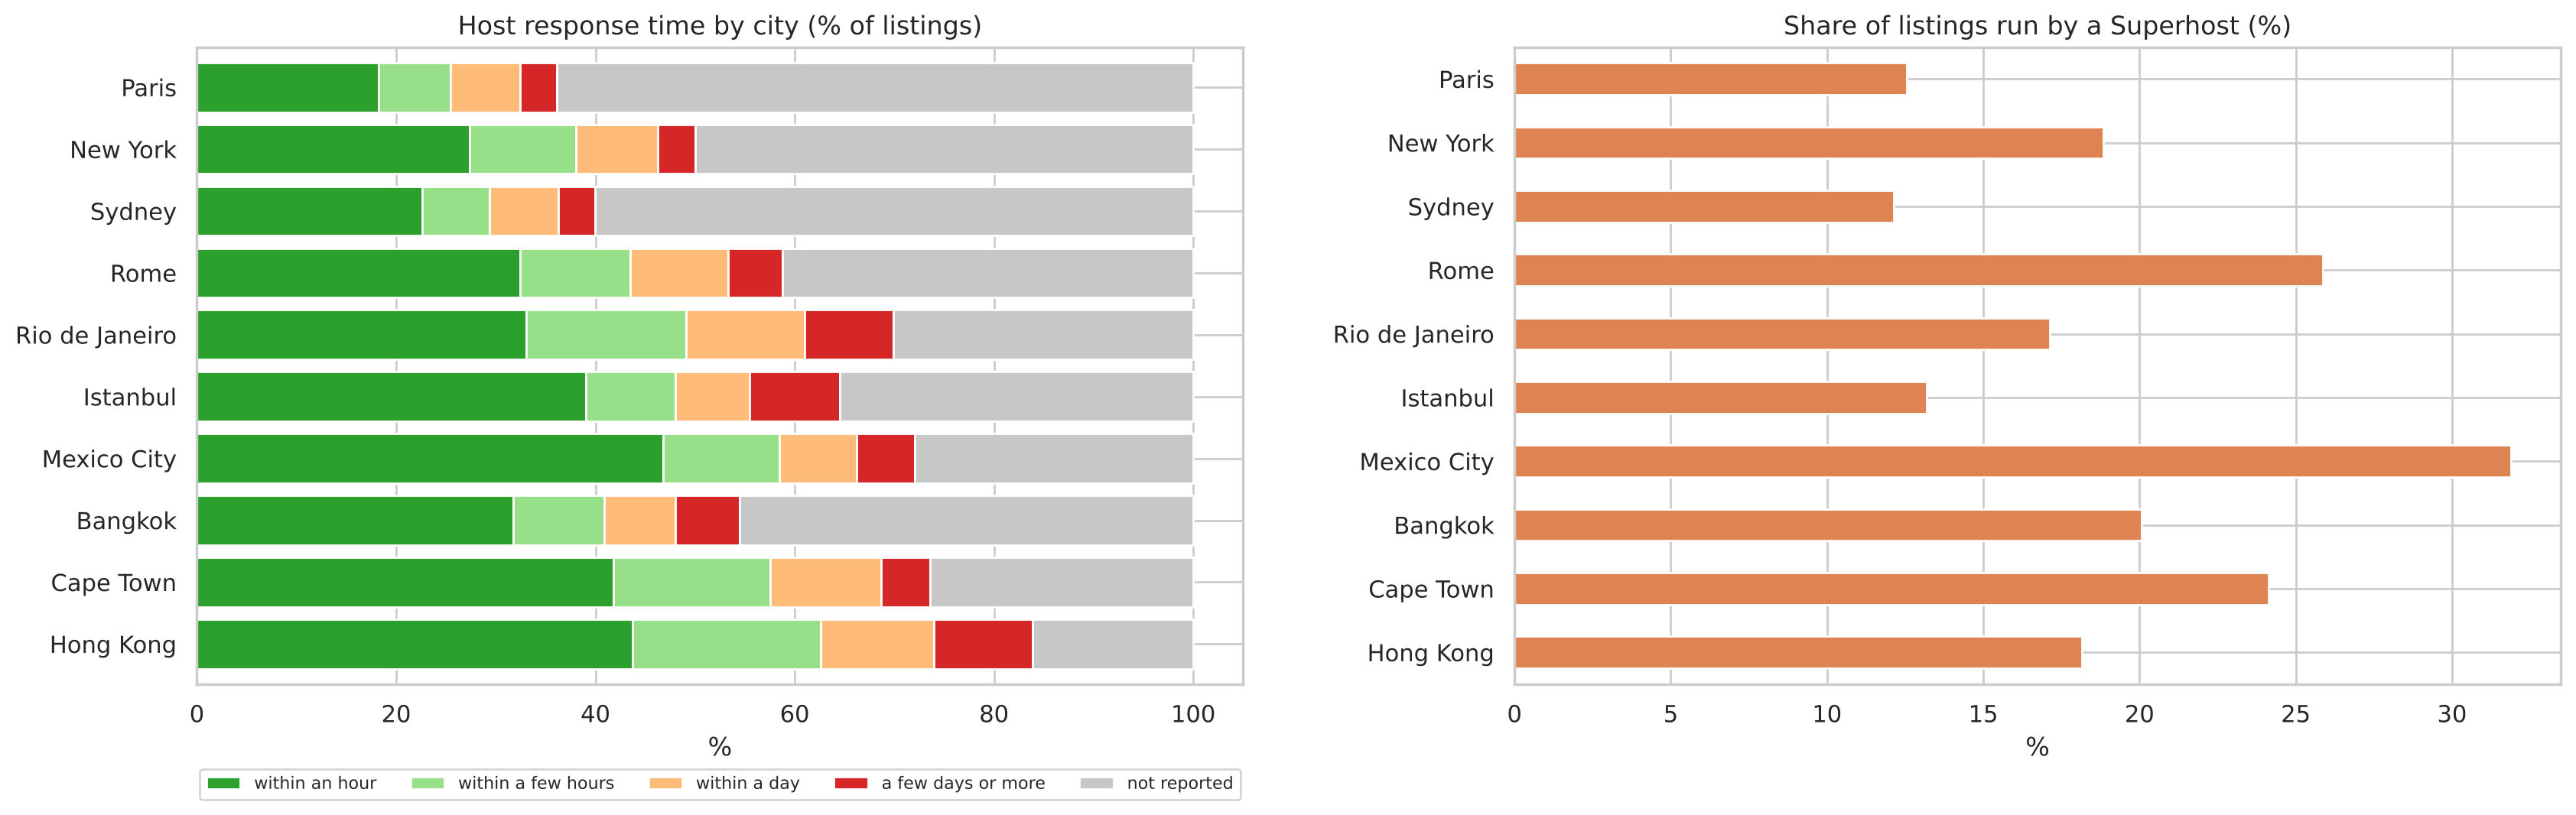 Host response time by city (% of listings)
Paris
New York
Sydney
Rome
Rio de Janeiro
Istanbul
Mexico City
Bangkok
Cape Town
Hong Kong
0 20 40 60 80 100
%
within an hour within a few hours within a day a few days or more not reported
Share of listings run by a Superhost (%)
Paris
New York
Sydney
Rome
Rio de Janeiro
Istanbul
Mexico City
Bangkok
Cape Town
Hong Kong
0 5 10 15 20 25 30
%